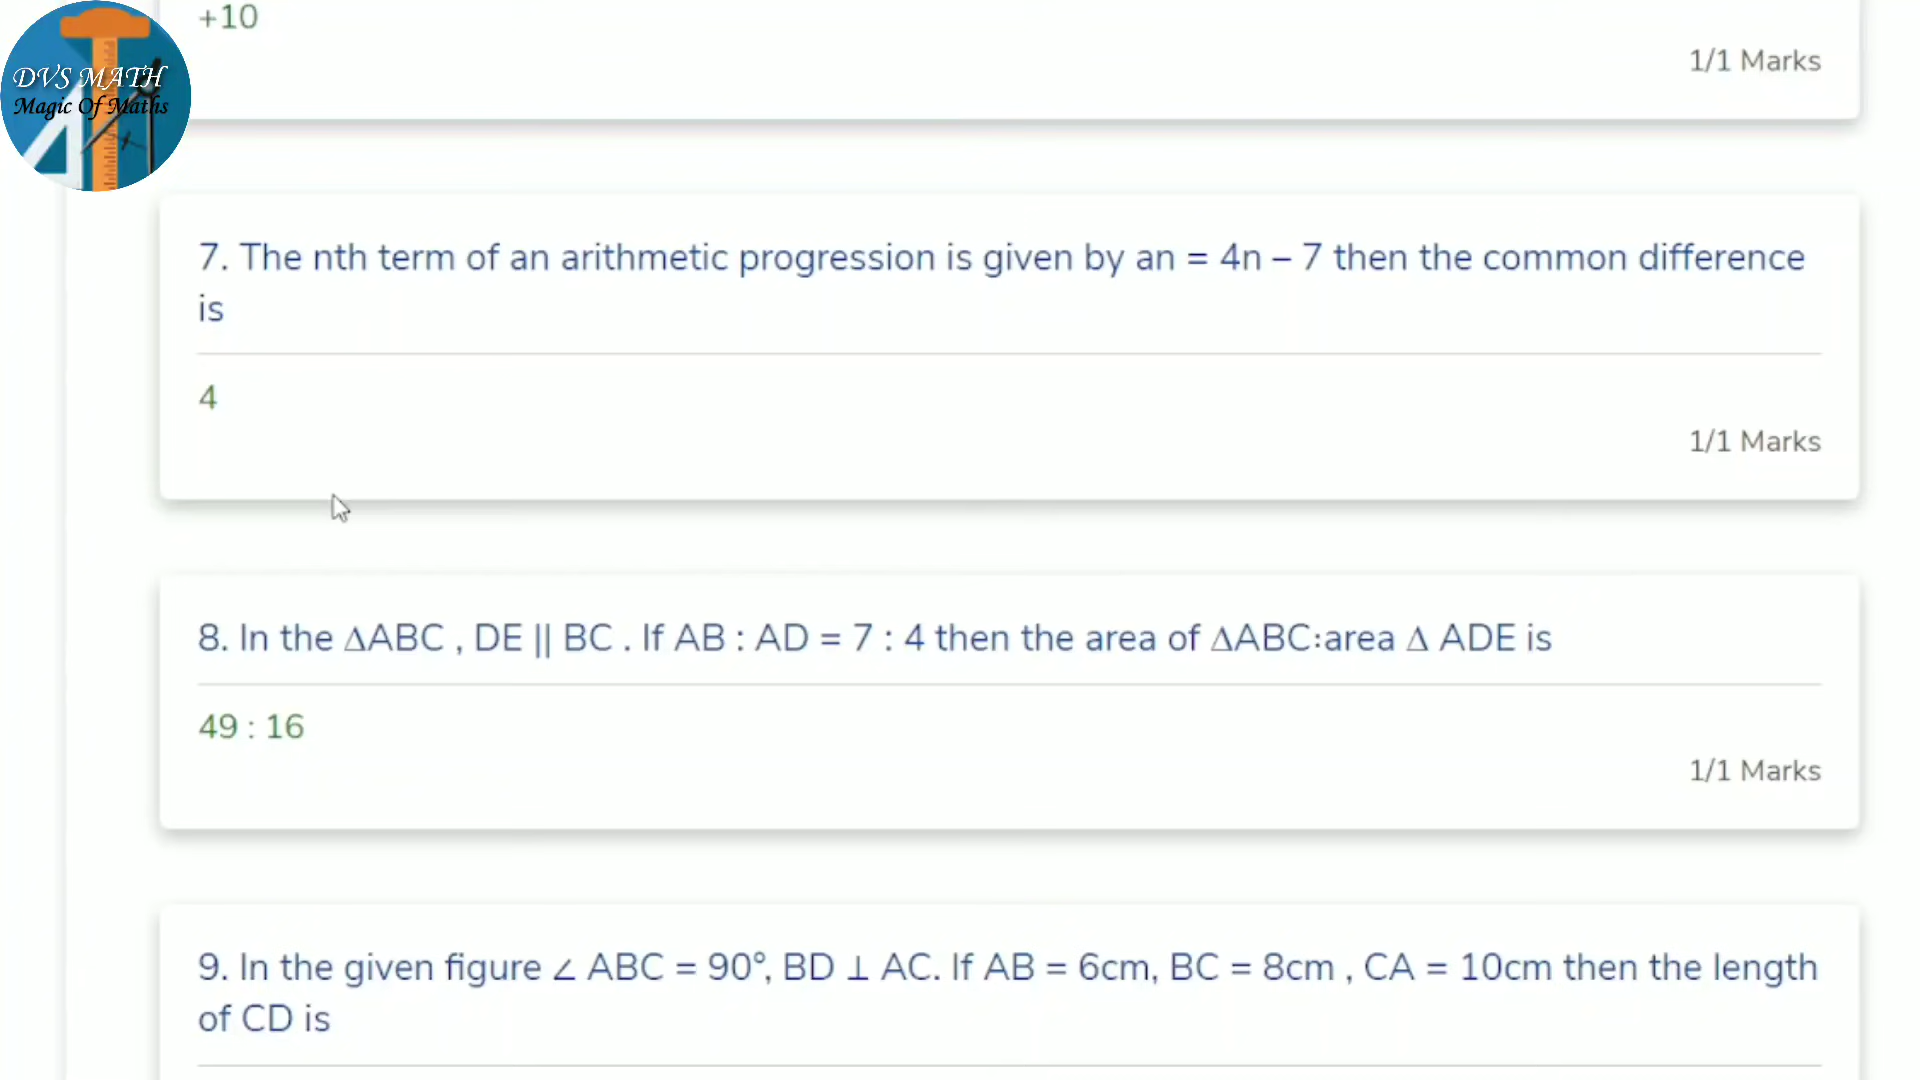 +10
1/1 Marks
DVS MATH
Magic Of Maths
7. The nth term of an arithmetic progression is given by an = 4n – 7 then the common difference
is
4
1/1 Marks
8. In the ∆ABC , DE || BC . If AB : AD = 7 : 4 then the area of ∆ABC:area ∆ ADE is
49 : 16
1/1 Marks
9. In the given figure ∠ ABC = 90°, BD ⊥ AC. If AB = 6cm, BC = 8cm , CA = 10cm then the length
of CD is